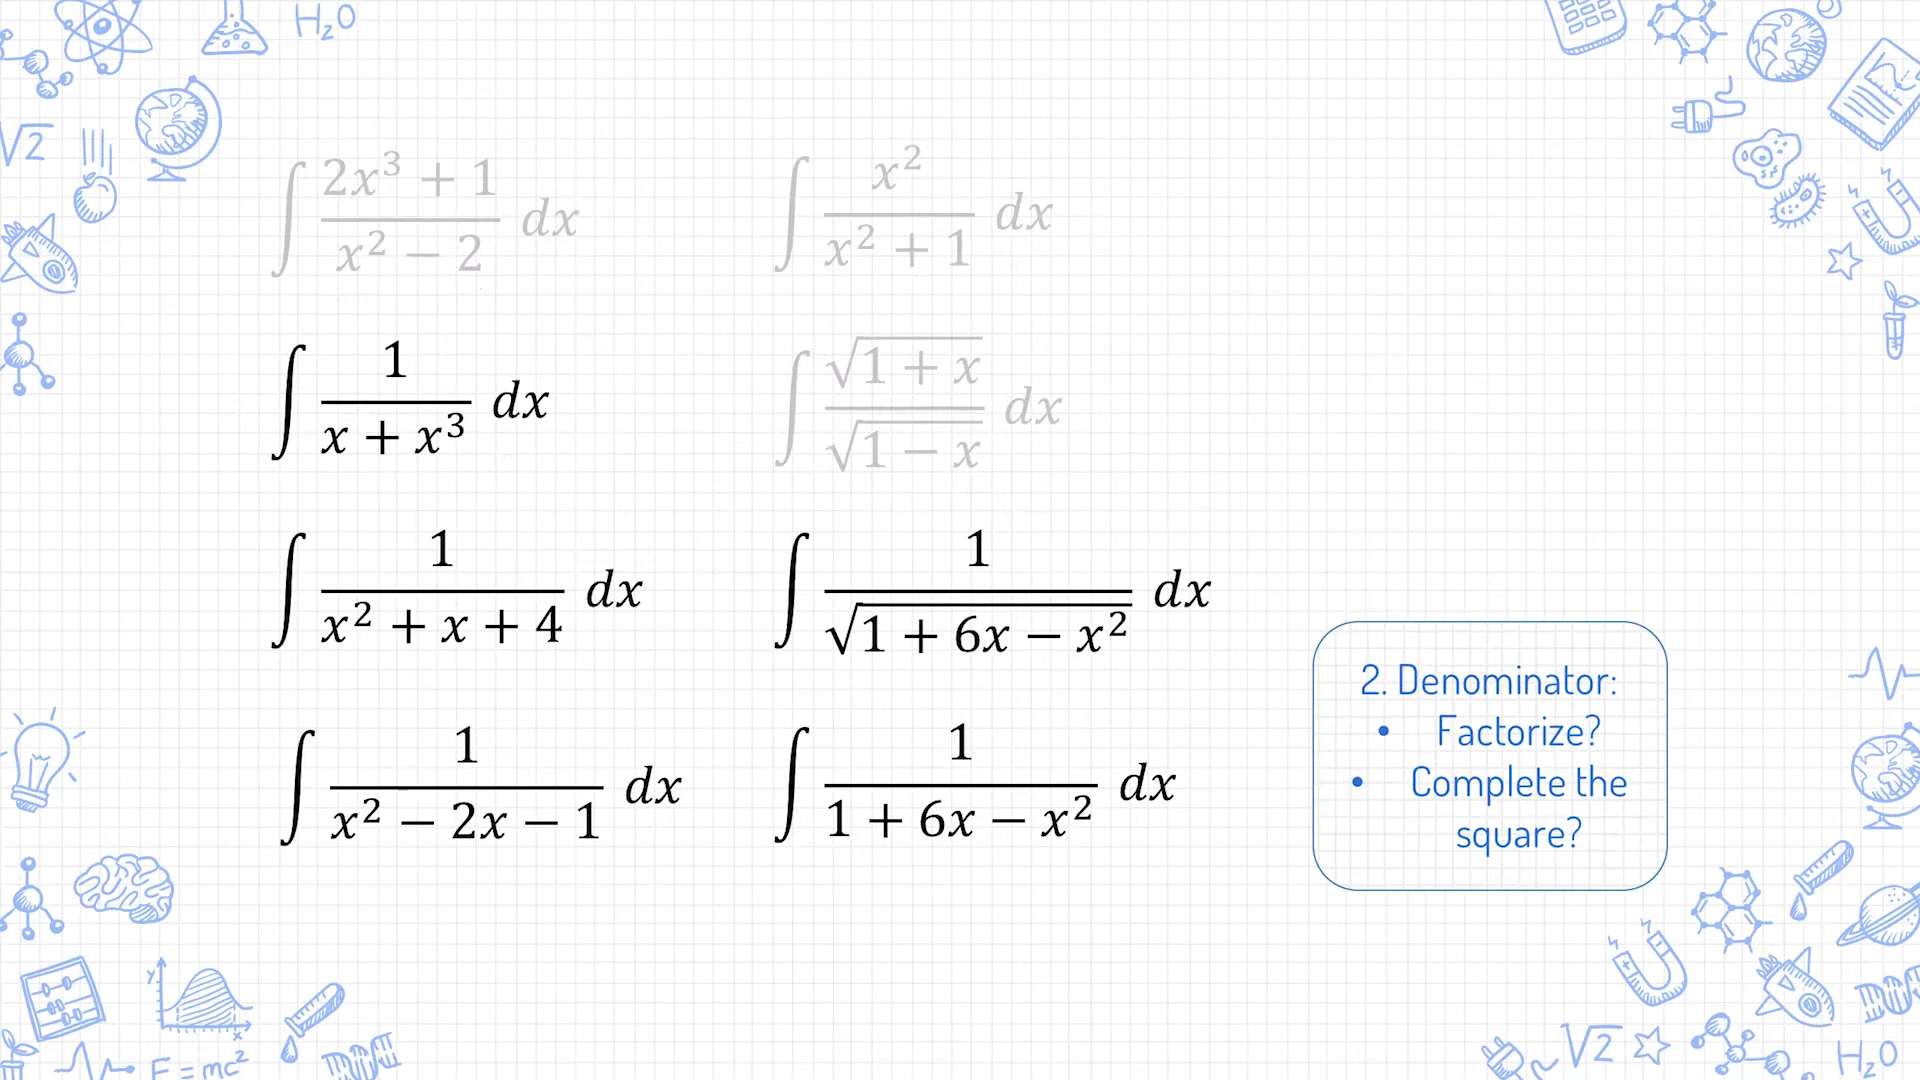 H₂O
√2
∫ (2x³ + 1)/(x² − 2) dx
∫ x²/(x² + 1) dx
∫ 1/(x + x³) dx
∫ √(1 + x)/√(1 − x) dx
∫ 1/(x² + x + 4) dx
∫ 1/√(1 + 6x − x²) dx
∫ 1/(x² − 2x − 1) dx
∫ 1/(1 + 6x − x²) dx
2. Denominator:
• Factorize?
• Complete the
square?
y
x
E = mc²
√2
H₂O